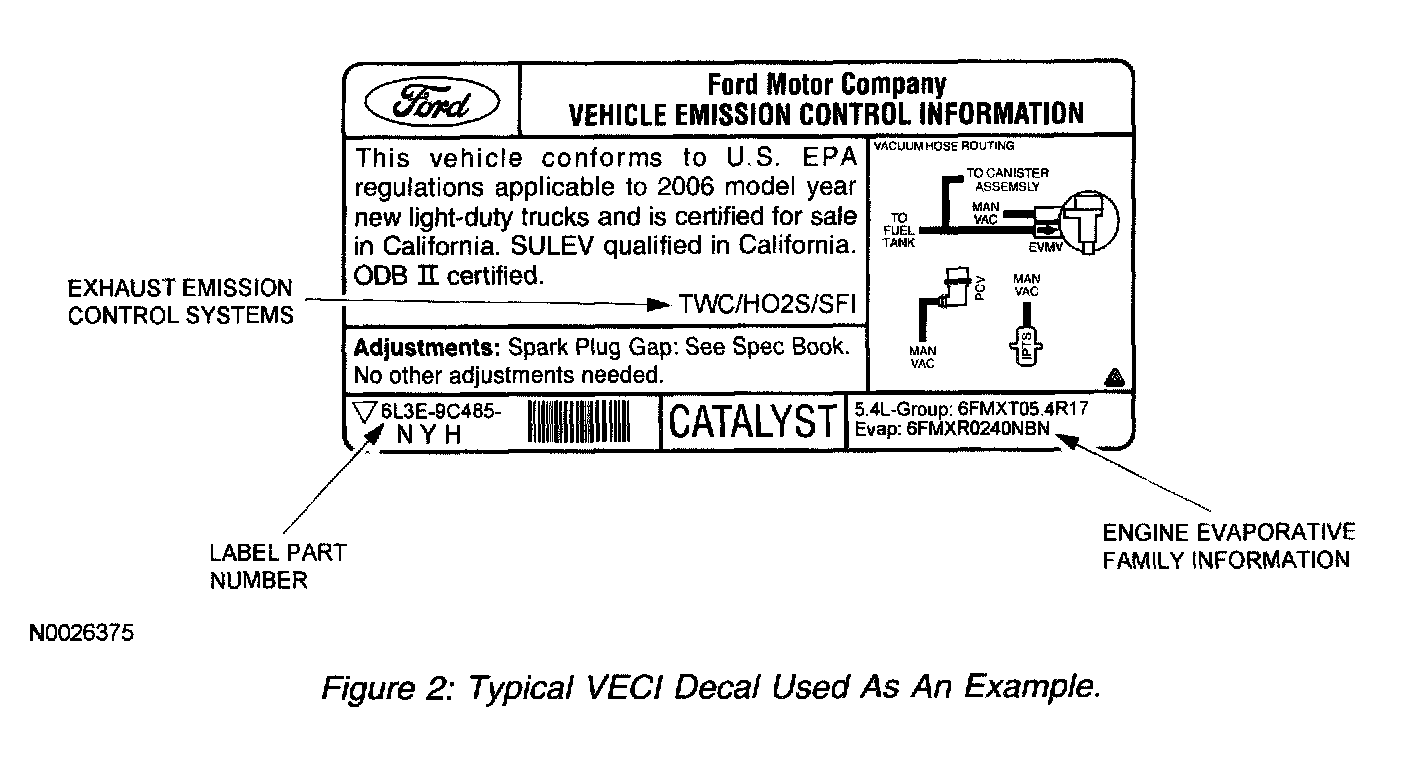 Ford
Ford Motor Company
VEHICLE EMISSION CONTROL INFORMATION
This vehicle conforms to U.S. EPA
regulations applicable to 2006 model year
new light-duty trucks and is certified for sale
in California. SULEV qualified in California.
ODB II certified.
TWC/HO2S/SFI
EXHAUST EMISSION
CONTROL SYSTEMS
VACUUM HOSE ROUTING
TO CANISTER
ASSEMSLY
MAN
VAC
TO
FUEL
TANK
EVMV
PCV
MAN
VAC
MAN
VAC
IPTS
Adjustments: Spark Plug Gap: See Spec Book.
No other adjustments needed.
6L3E-9C485-
N Y H
CATALYST
5.4L-Group: 6FMXT05.4R17
Evap: 6FMXR0240NBN
LABEL PART
NUMBER
ENGINE EVAPORATIVE
FAMILY INFORMATION
N0026375
Figure 2: Typical VECI Decal Used As An Example.